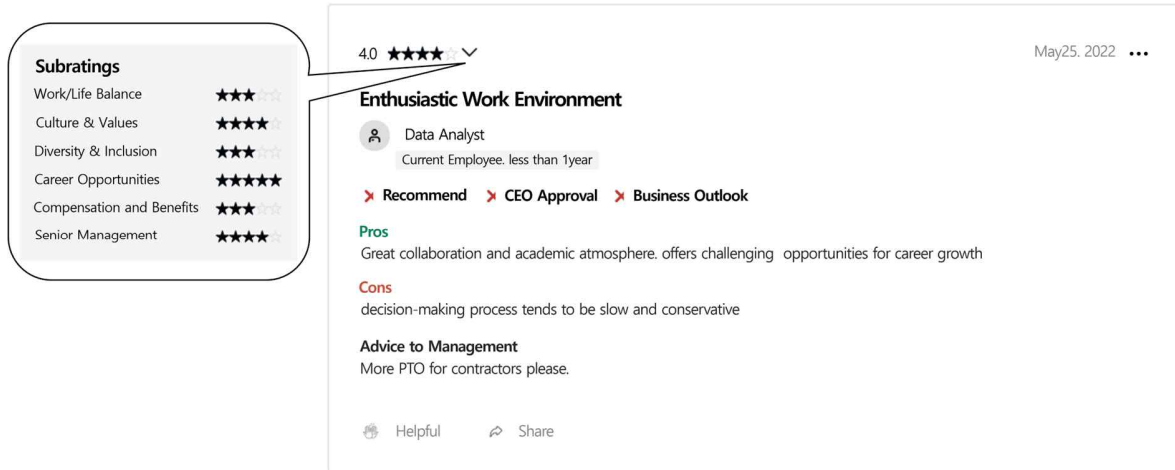 Subratings
Work/Life Balance
Culture & Values
Diversity & Inclusion
Career Opportunities
Compensation and Benefits
Senior Management
4.0
May25. 2022
Enthusiastic Work Environment
Data Analyst
Current Employee. less than 1year
Recommend CEO Approval Business Outlook
Pros
Great collaboration and academic atmosphere. offers challenging opportunities for career growth
Cons
decision-making process tends to be slow and conservative
Advice to Management
More PTO for contractors please.
Helpful Share